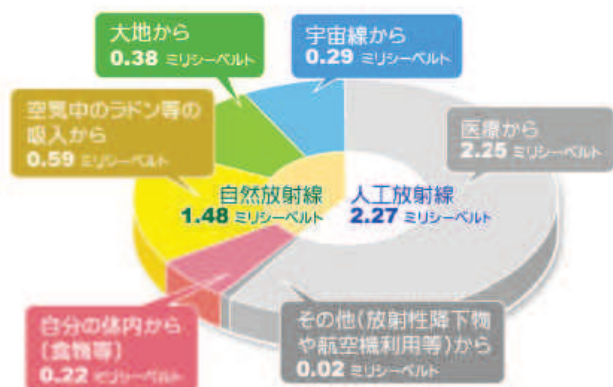 大地から
0.38 ミリシーベルト
宇宙線から
0.29 ミリシーベルト
空気中のラドン等の
吸入から
0.59 ミリシーベルト
医療から
2.25 ミリシーベルト
自然放射線
1.48 ミリシーベルト
人工放射線
2.27 ミリシーベルト
自分の体内から
(食物等)
0.22 ミリシーベルト
その他(放射性降下物
や航空機利用等)から
0.02 ミリシーベルト